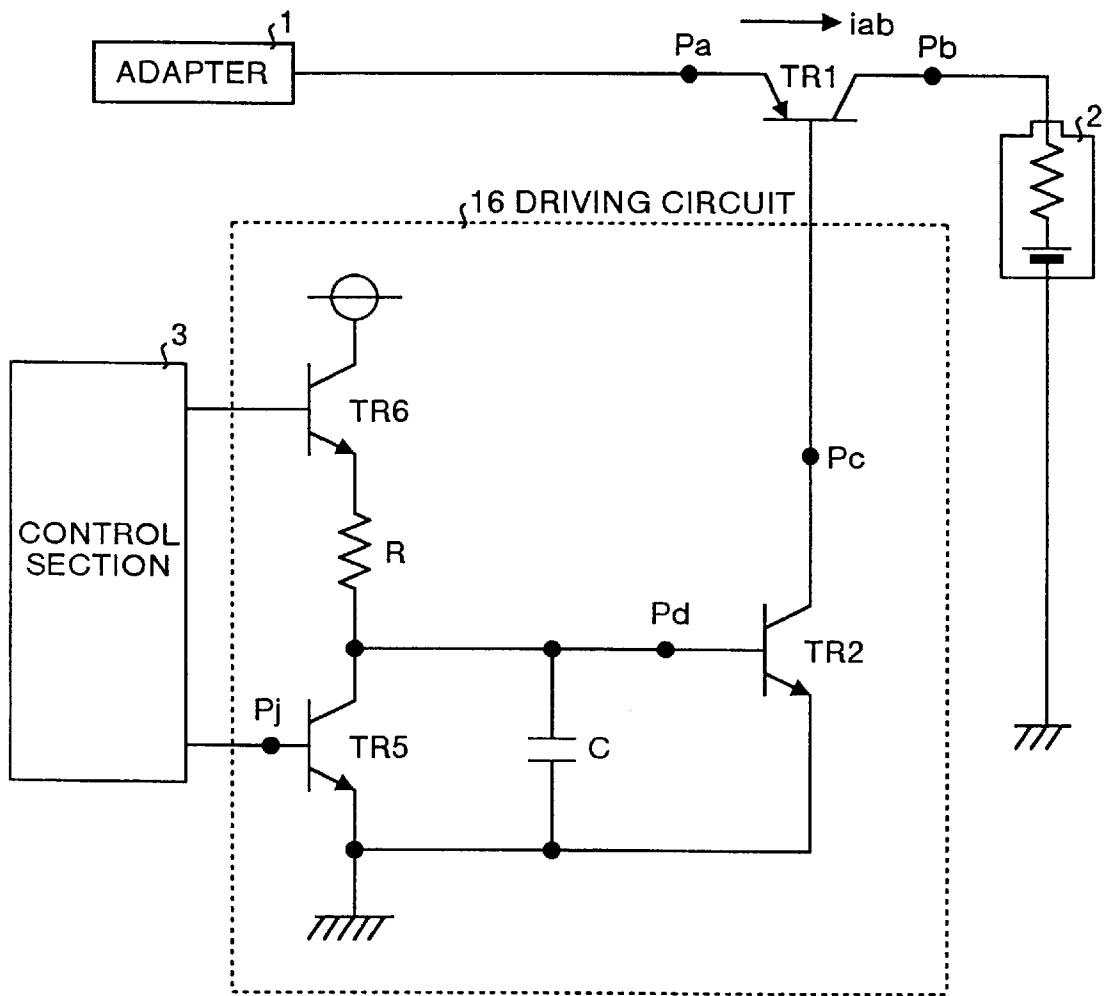 1
ADAPTER
iab
Pa
Pb
TR1
2
16 DRIVING CIRCUIT
3
TR6
Pc
CONTROL
SECTION
R
Pd
TR2
Pj
TR5
C